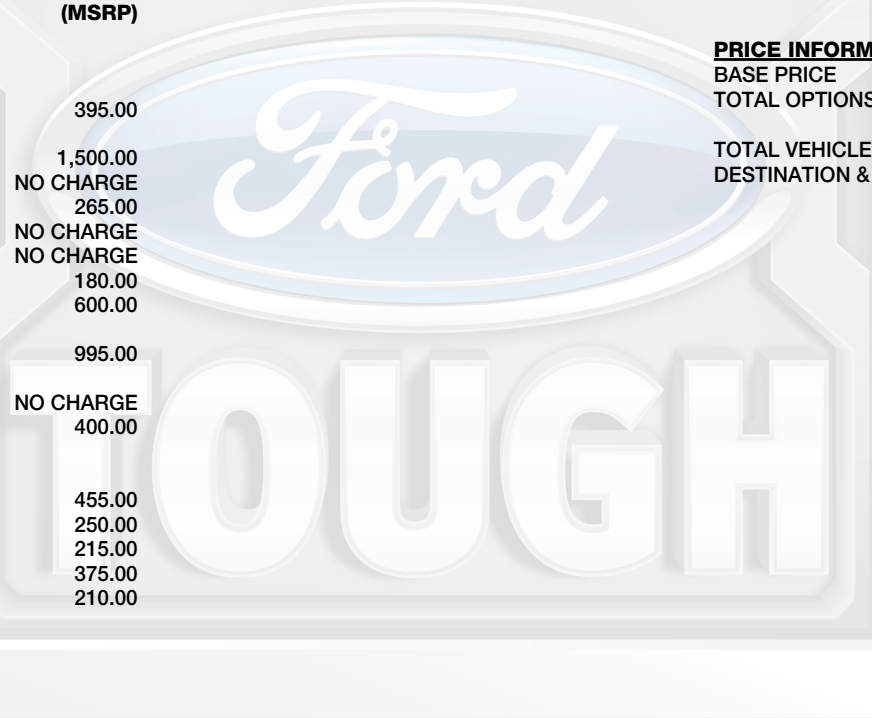 (MSRP)
395.00
1,500.00
NO CHARGE
265.00
NO CHARGE
NO CHARGE
180.00
600.00
995.00
NO CHARGE
400.00
455.00
250.00
215.00
375.00
210.00
PRICE INFORM
BASE PRICE
TOTAL OPTIONS
TOTAL VEHICLE
DESTINATION &
Ford
TOUGH